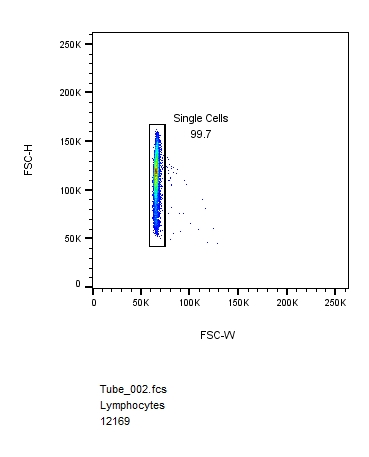 250K
200K
150K
100K
50K
0
FSC-H
Single Cells
99.7
0 50K 100K 150K 200K 250K
FSC-W
Tube_002.fcs
Lymphocytes
12169